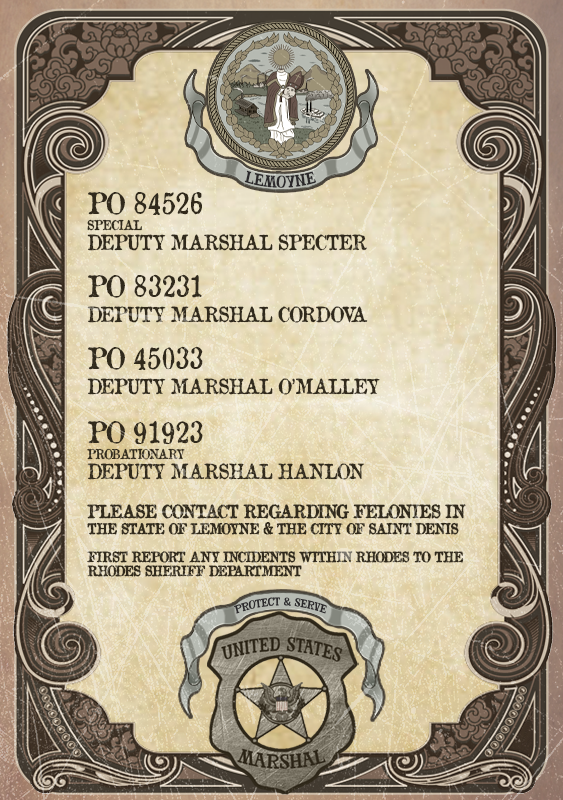 LEMOYNE
PO 84526
SPECIAL
DEPUTY MARSHAL SPECTER
PO 83231
DEPUTY MARSHAL CORDOVA
PO 45033
DEPUTY MARSHAL O'MALLEY
PO 91923
PROBATIONARY
DEPUTY MARSHAL HANLON
PLEASE CONTACT REGARDING FELONIES IN
THE STATE OF LEMOYNE & THE CITY OF SAINT DENIS
FIRST REPORT ANY INCIDENTS WITHIN RHODES TO THE
RHODES SHERIFF DEPARTMENT
PROTECT & SERVE
UNITED STATES
MARSHAL